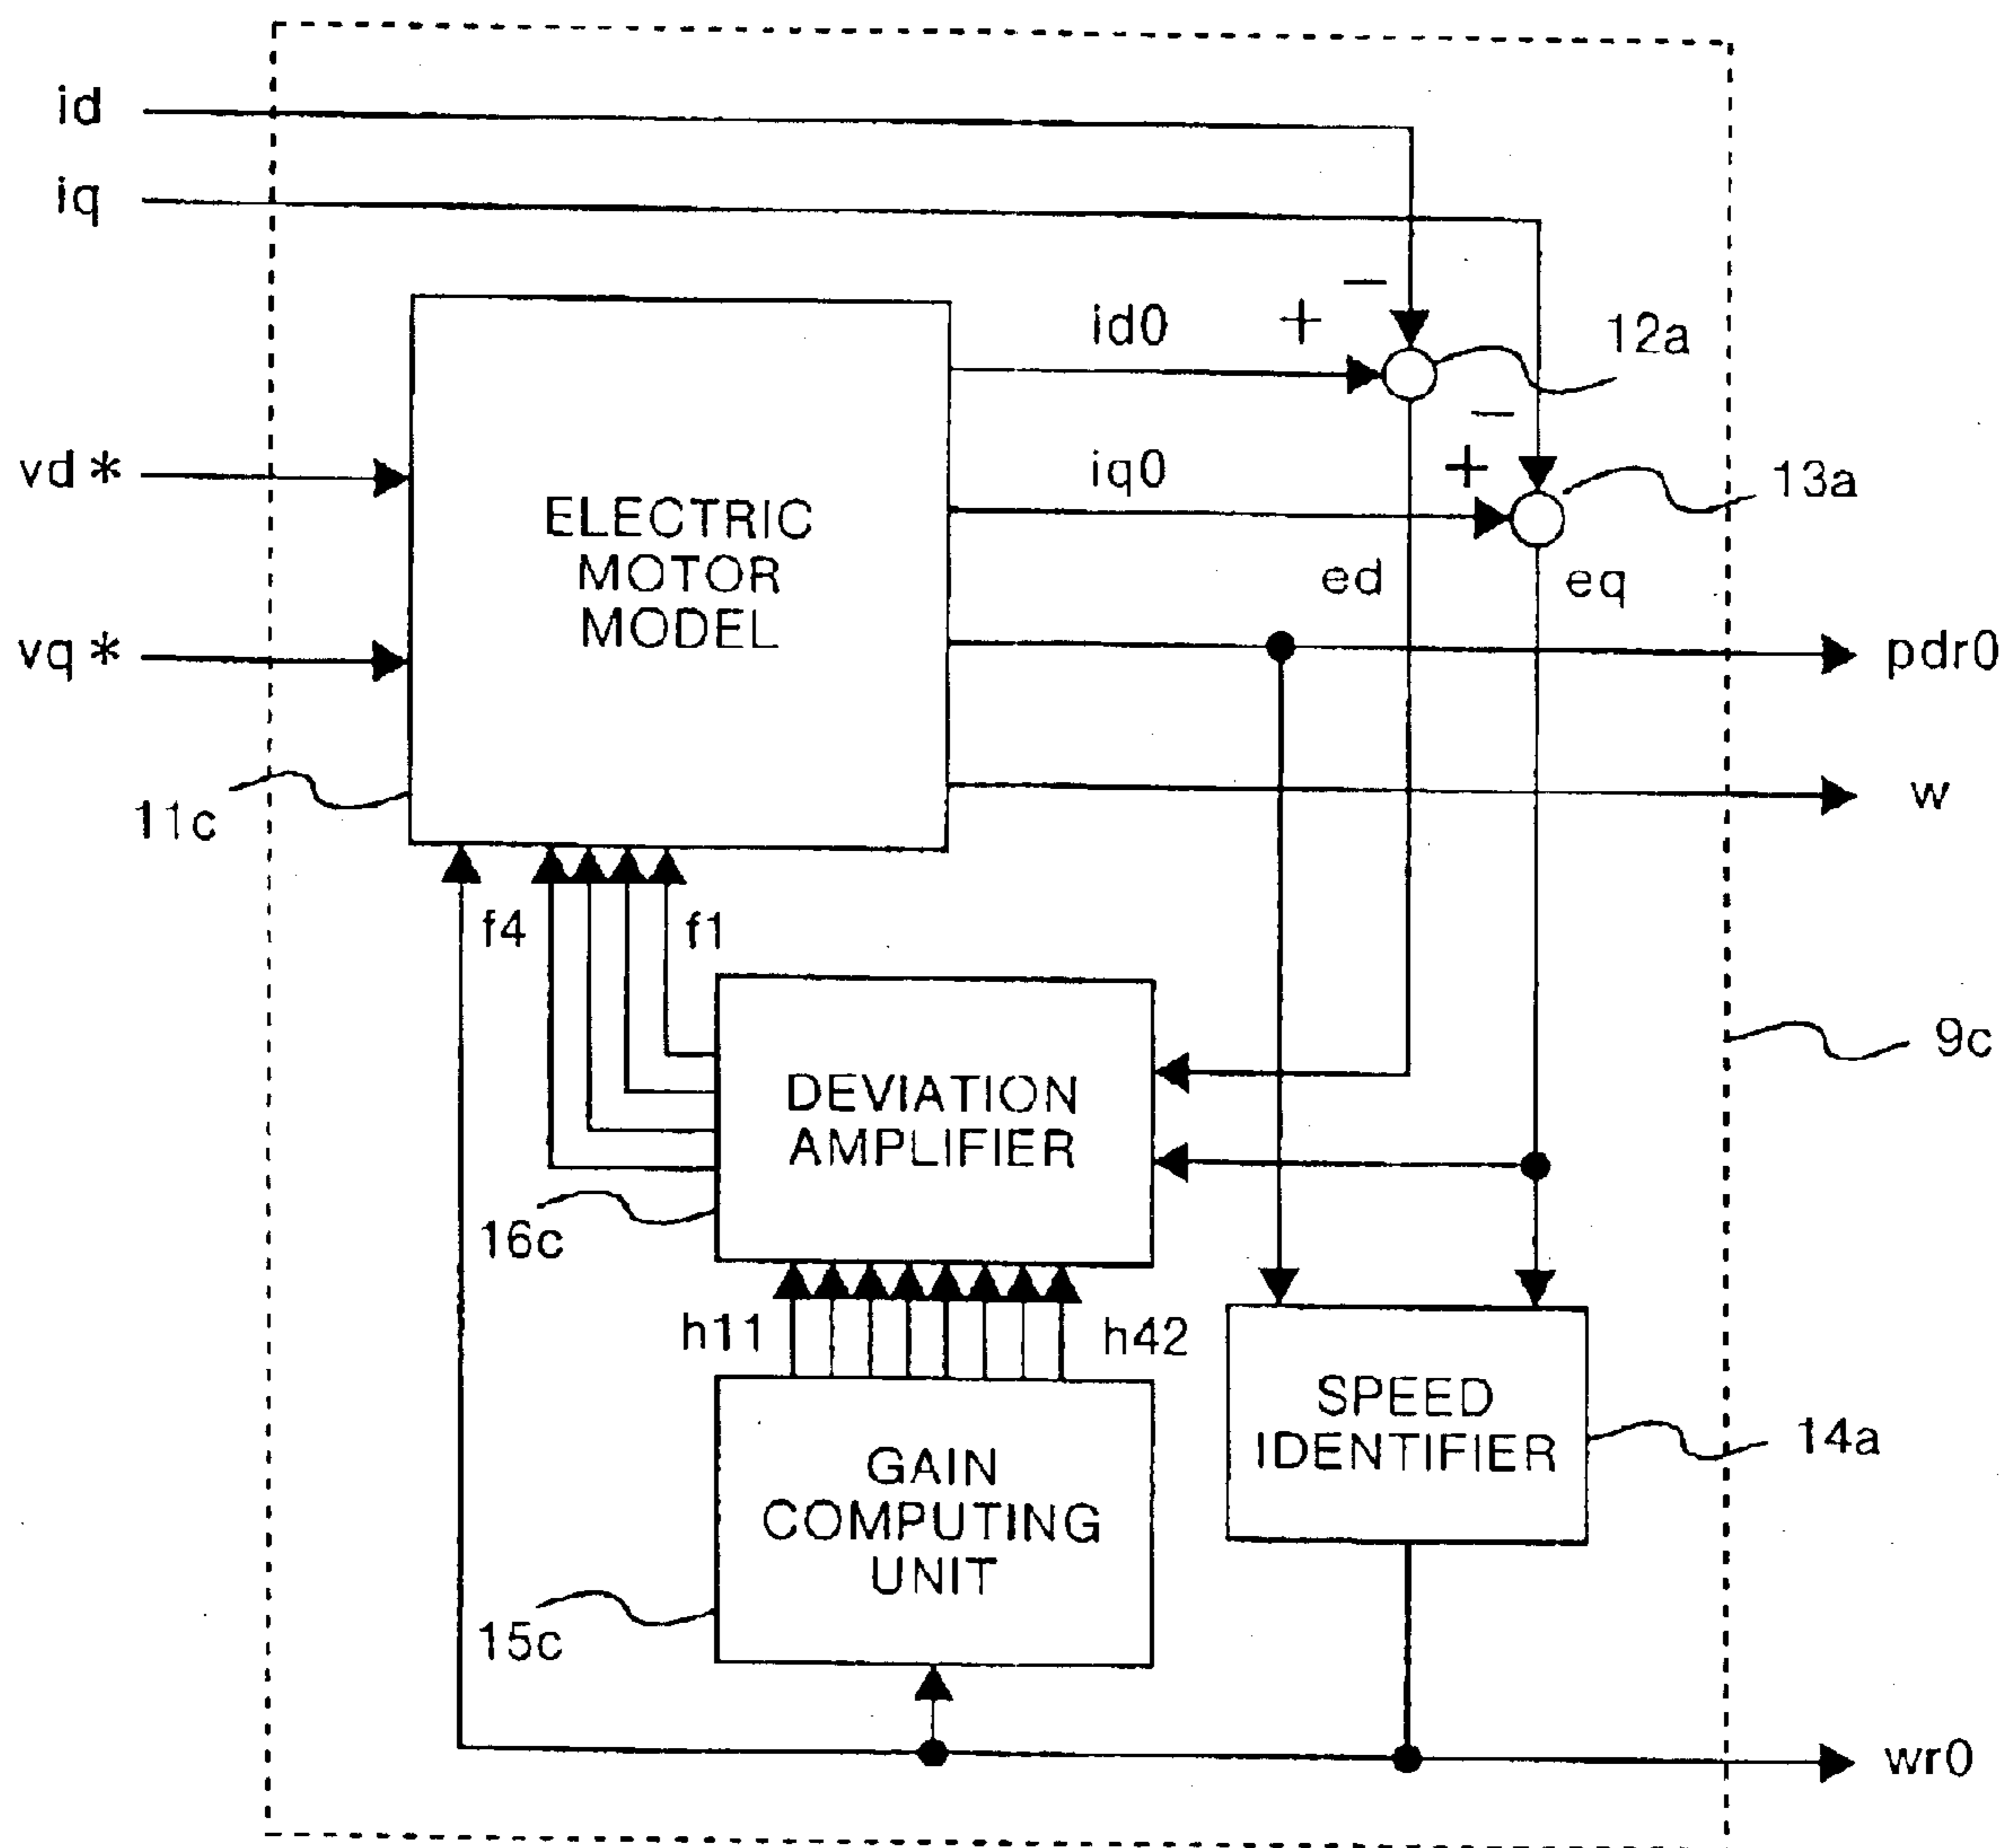 id
iq
id0
+
−
12a
vd*
iq0
+
−
13a
ELECTRIC
MOTOR
MODEL
ed
eq
vq*
pdr0
11c
w
f4
f1
9c
DEVIATION
AMPLIFIER
16c
h11
h42
SPEED
IDENTIFIER
14a
GAIN
COMPUTING
UNIT
15c
wr0